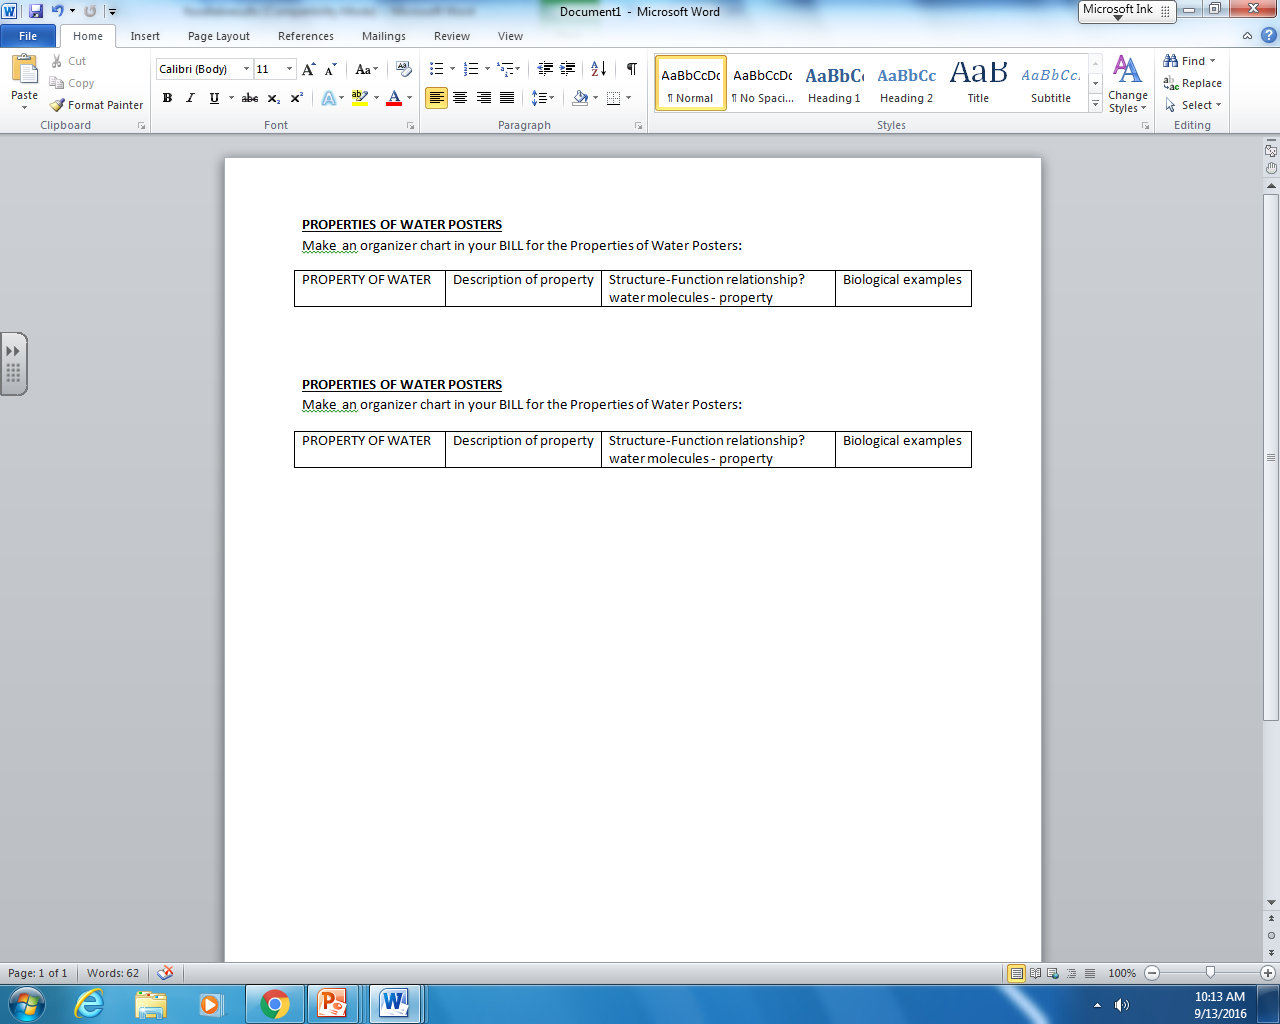 Document1 - Microsoft Word
Microsoft Ink
File Home Insert Page Layout References Mailings Review View
Paste
Cut
Copy
Format Painter
Clipboard
Calibri (Body) 11
Font
Paragraph
AaBbCcDc AaBbCcDc AaBbCc AaBbCc AaB AaBbCc.
¶ Normal ¶ No Spaci... Heading 1 Heading 2 Title Subtitle
Change Styles
Styles
Find
Replace
Select
Editing
PROPERTIES OF WATER POSTERS
Make an organizer chart in your BILL for the Properties of Water Posters:
PROPERTY OF WATER Description of property Structure-Function relationship? Biological examples
water molecules - property
PROPERTIES OF WATER POSTERS
Make an organizer chart in your BILL for the Properties of Water Posters:
PROPERTY OF WATER Description of property Structure-Function relationship? Biological examples
water molecules - property
Page: 1 of 1 Words: 62 100%
10:13 AM
9/13/2016